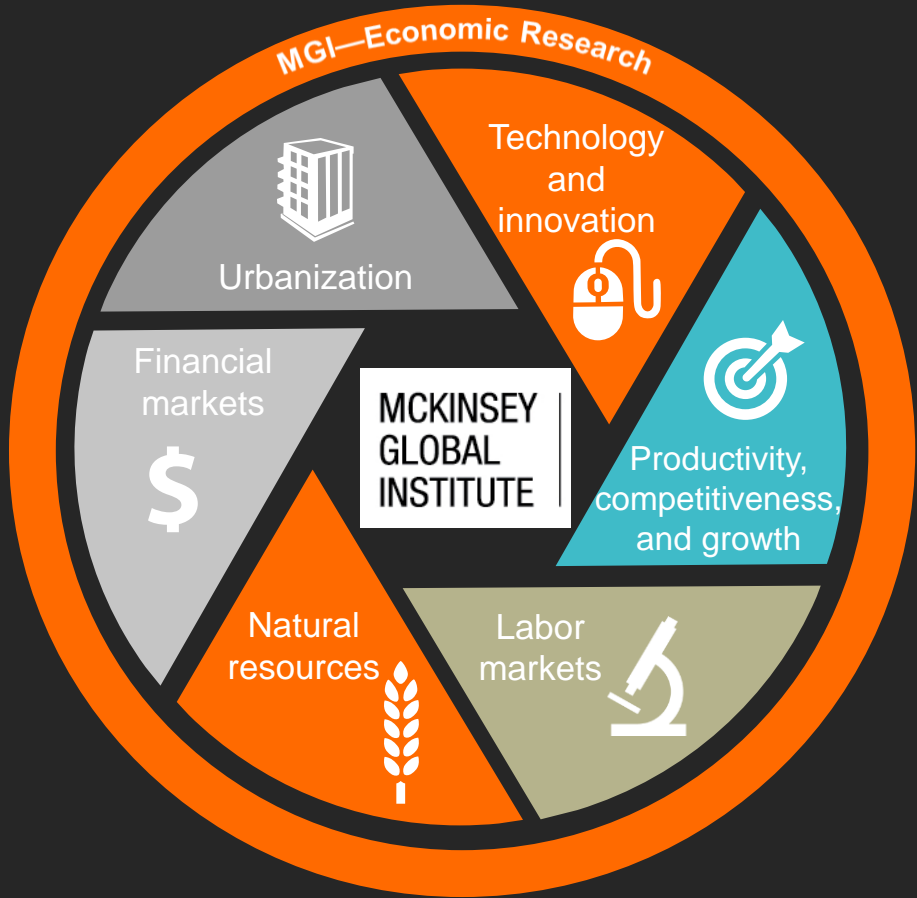 MGI—Economic Research
Technology
and
innovation
Urbanization
Financial
markets
$
MCKINSEY
GLOBAL
INSTITUTE
Productivity,
competitiveness,
and growth
Natural
resources
Labor
markets